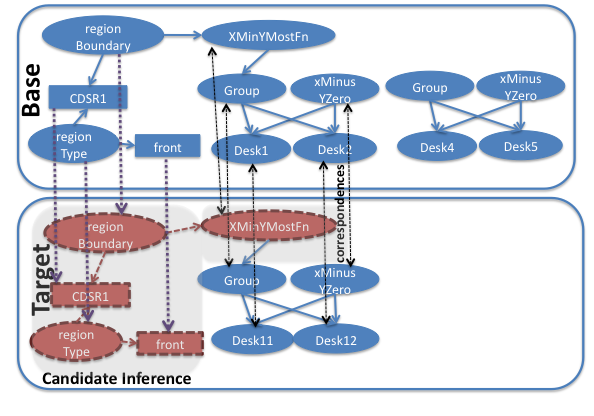 Base
region
Boundary
XMinYMostFn
CDSR1
Group
xMinus
YZero
Group
xMinus
YZero
region
Type
front
Desk1
Desk2
Desk4
Desk5
correspondences
Target
region
Boundary
XMinYMostFn
CDSR1
Group
xMinus
YZero
region
Type
front
Desk11
Desk12
Candidate Inference